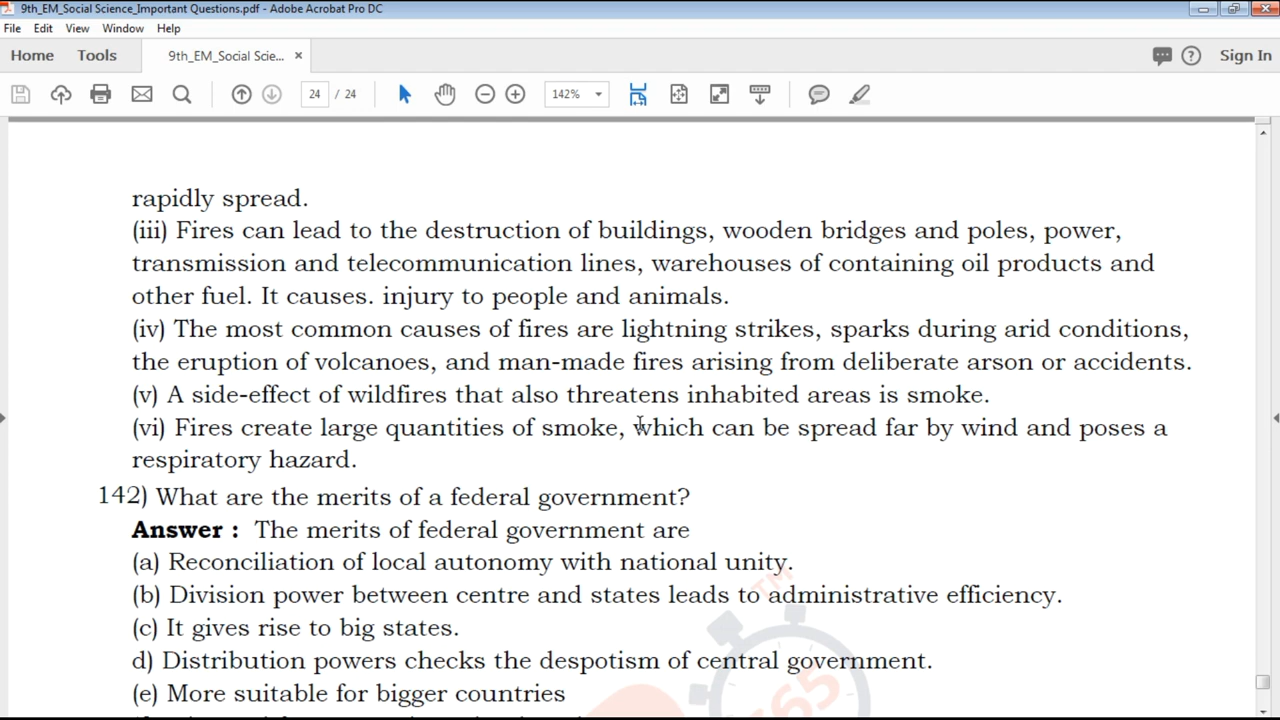 9th_EM_Social Science_Important Questions.pdf - Adobe Acrobat Pro DC
File Edit View Window Help
Home Tools 9th_EM_Social Scie... × Sign In
24 / 24 142%
rapidly spread.
(iii) Fires can lead to the destruction of buildings, wooden bridges and poles, power,
transmission and telecommunication lines, warehouses of containing oil products and
other fuel. It causes. injury to people and animals.
(iv) The most common causes of fires are lightning strikes, sparks during arid conditions,
the eruption of volcanoes, and man-made fires arising from deliberate arson or accidents.
(v) A side-effect of wildfires that also threatens inhabited areas is smoke.
(vi) Fires create large quantities of smoke, which can be spread far by wind and poses a
respiratory hazard.
142) What are the merits of a federal government?
Answer : The merits of federal government are
(a) Reconciliation of local autonomy with national unity.
(b) Division power between centre and states leads to administrative efficiency.
(c) It gives rise to big states.
d) Distribution powers checks the despotism of central government.
(e) More suitable for bigger countries
TM
365